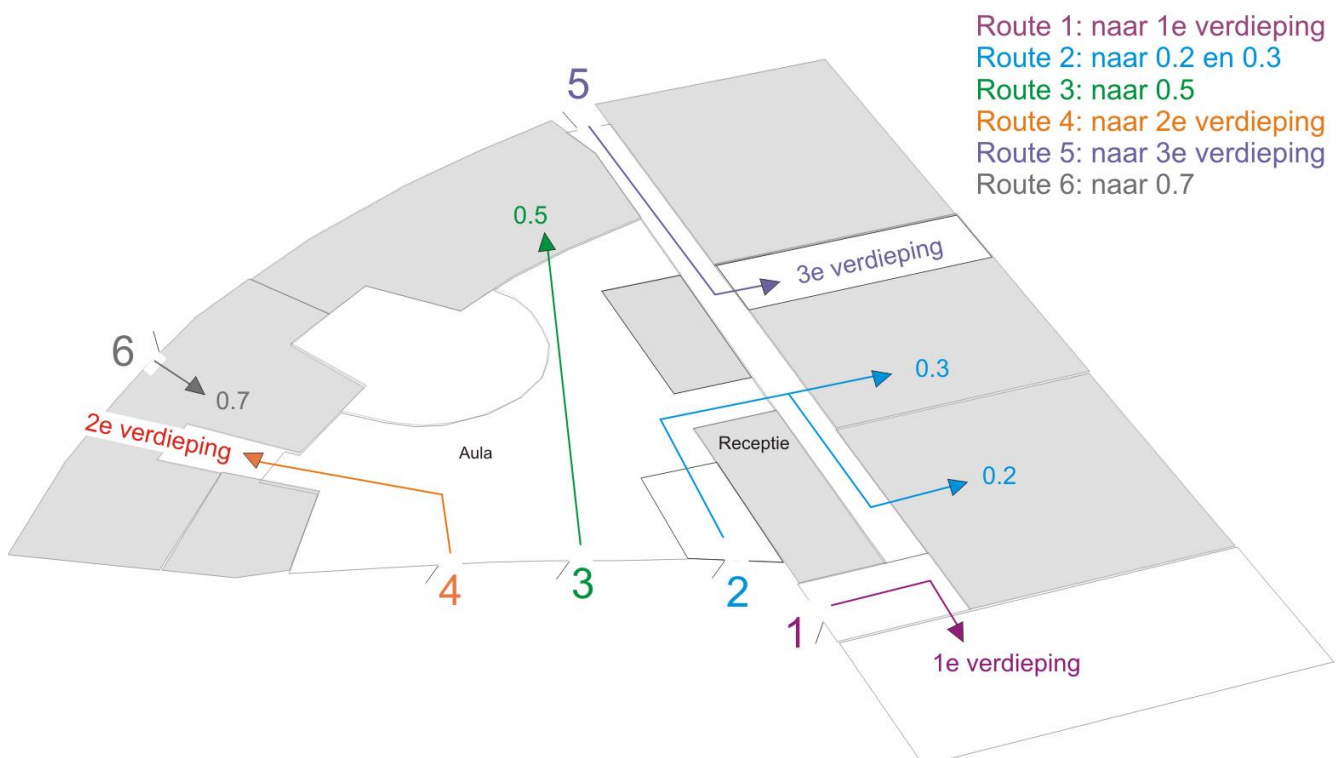 Route 1: naar 1e verdieping
Route 2: naar 0.2 en 0.3
Route 3: naar 0.5
Route 4: naar 2e verdieping
Route 5: naar 3e verdieping
Route 6: naar 0.7
5
0.5
3e verdieping
6
0.7
0.3
2e verdieping
Aula
Receptie
0.2
4
3
2
1
1e verdieping